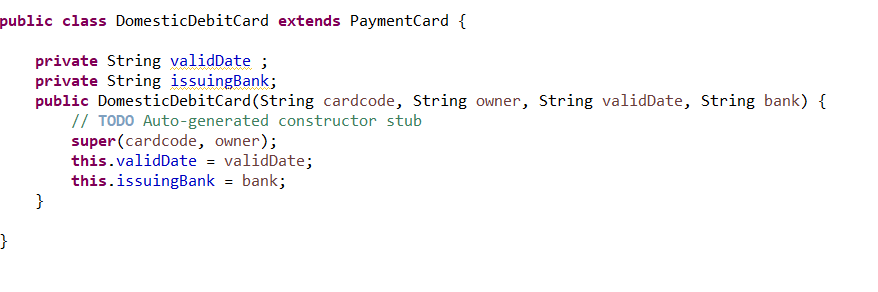 public class DomesticDebitCard extends PaymentCard {
private String validDate ;
private String issuingBank;
public DomesticDebitCard(String cardcode, String owner, String validDate, String bank) {
// TODO Auto-generated constructor stub
super(cardcode, owner);
this.validDate = validDate;
this.issuingBank = bank;
}
}